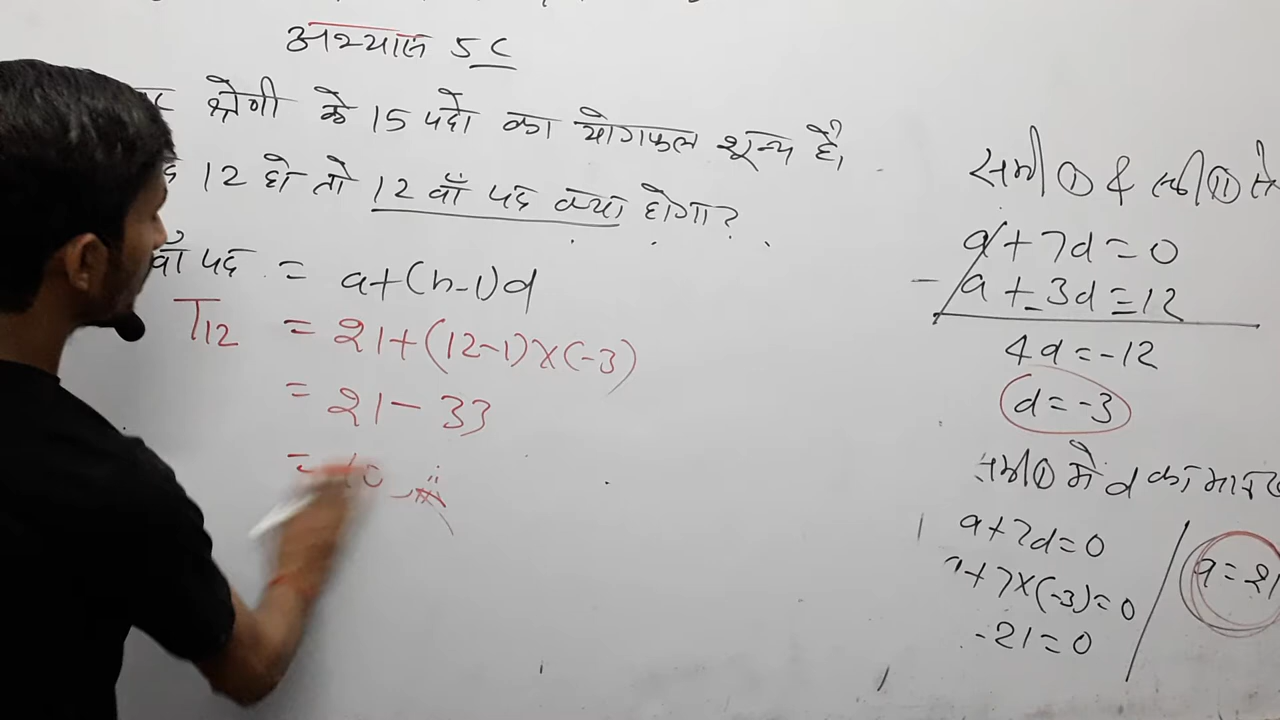 अभ्यास 5C
श्रेणी के 15 पदो का योगफल शून्य है,
12 हो तो 12 वाँ पद क्या होगा?
वाँ पद = a+(n-1)d
T12 = 21+(12-1)×(-3)
= 21-33
=
समी ① & समी ⑪ से
a+7d=0
- a+3d=12
4d=-12
d=-3
समी ① मे d का मान
a+7d=0
a+7×(-3)=0
-21=0
a=21